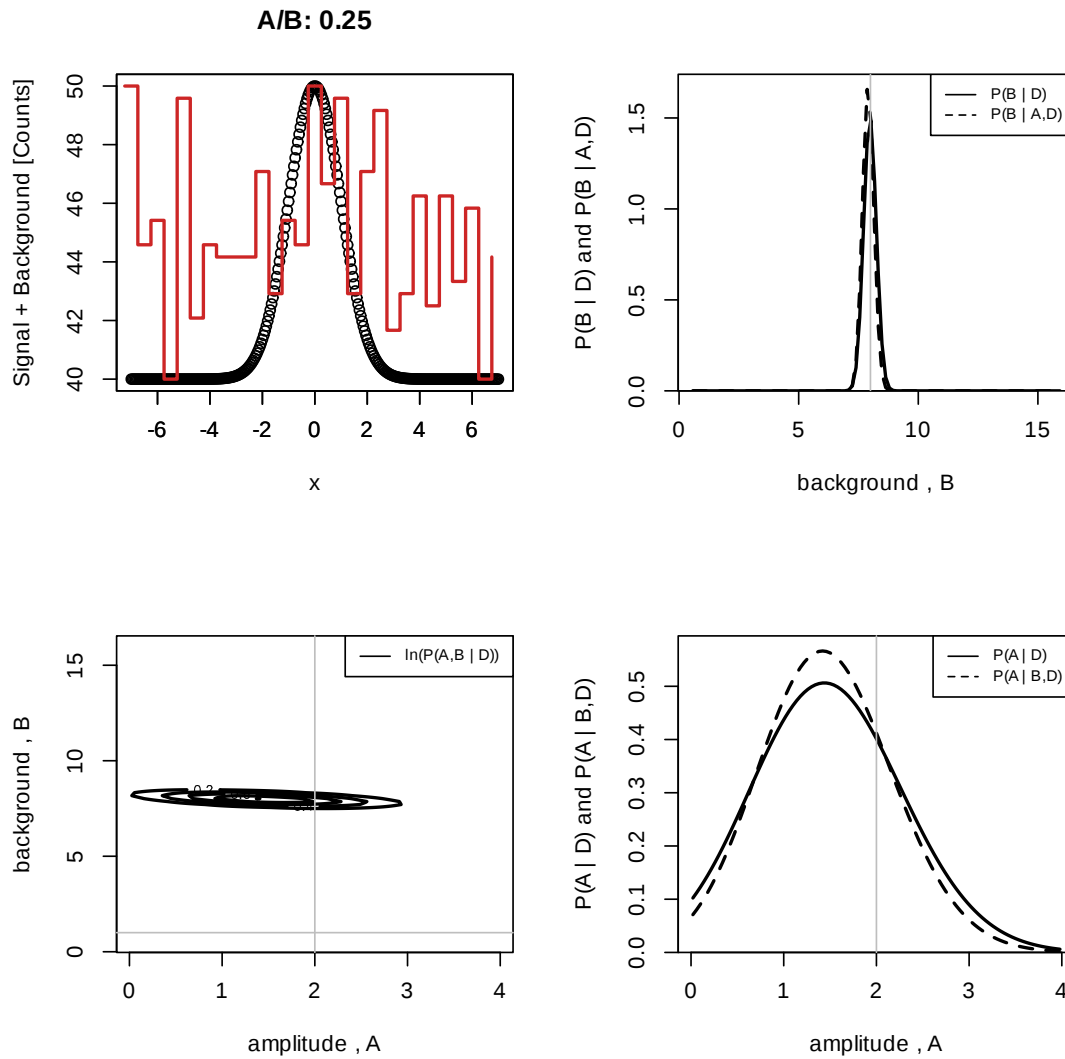 A/B: 0.25
Signal + Background [Counts]
50
48
46
44
42
40
-6 -4 -2 0 2 4 6
x
P(B | D) and P(B | A,D)
1.5
1.0
0.5
0.0
P(B | D)
P(B | A,D)
0 5 10 15
background , B
background , B
15
10
5
0
ln(P(A,B | D))
0.2
0 1 2 3 4
amplitude , A
P(A | D) and P(A | B,D)
0.5
0.4
0.3
0.2
0.1
0.0
P(A | D)
P(A | B,D)
0 1 2 3 4
amplitude , A